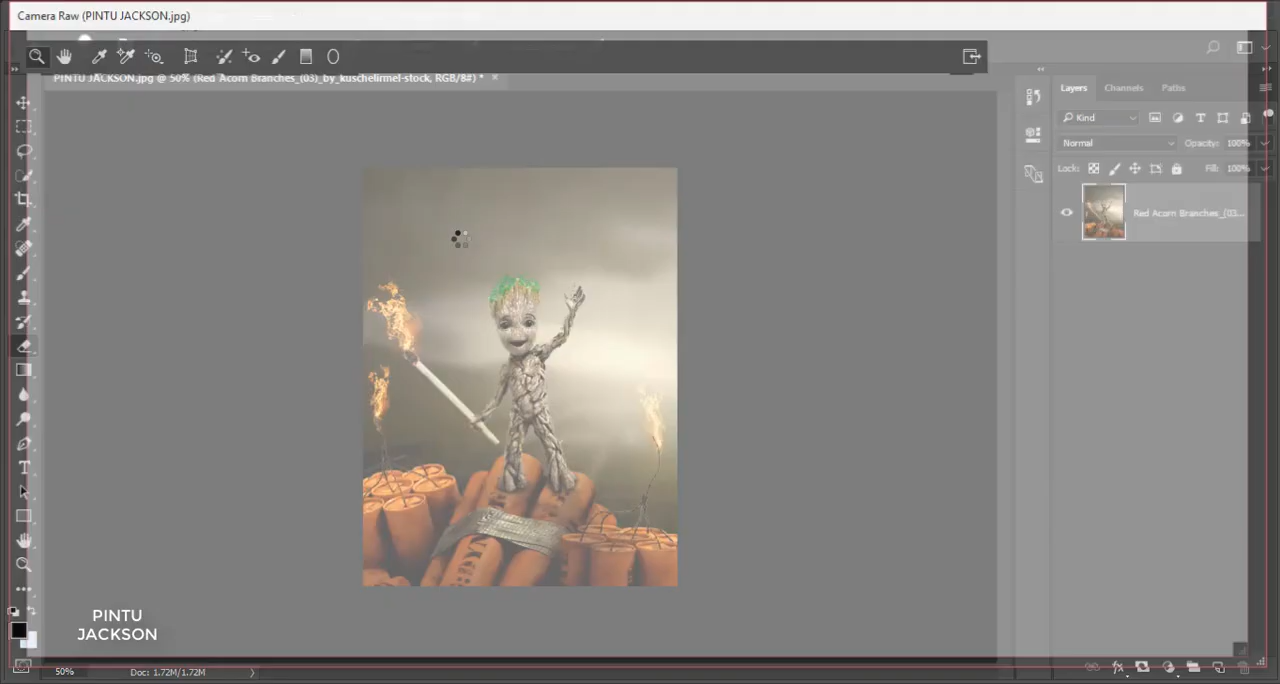 Camera Raw (PINTU JACKSON.jpg)
PINTU JACKSON.jpg @ 50% (Red Acorn Branches_(03)_by_kuschelirmel-stock, RGB/8#) *
Layers Channels Paths
Kind
Normal Opacity: 100%
Lock: Fill: 100%
Red Acorn Branches_(03...
PINTU
JACKSON
50% Doc: 1.72M/1.72M